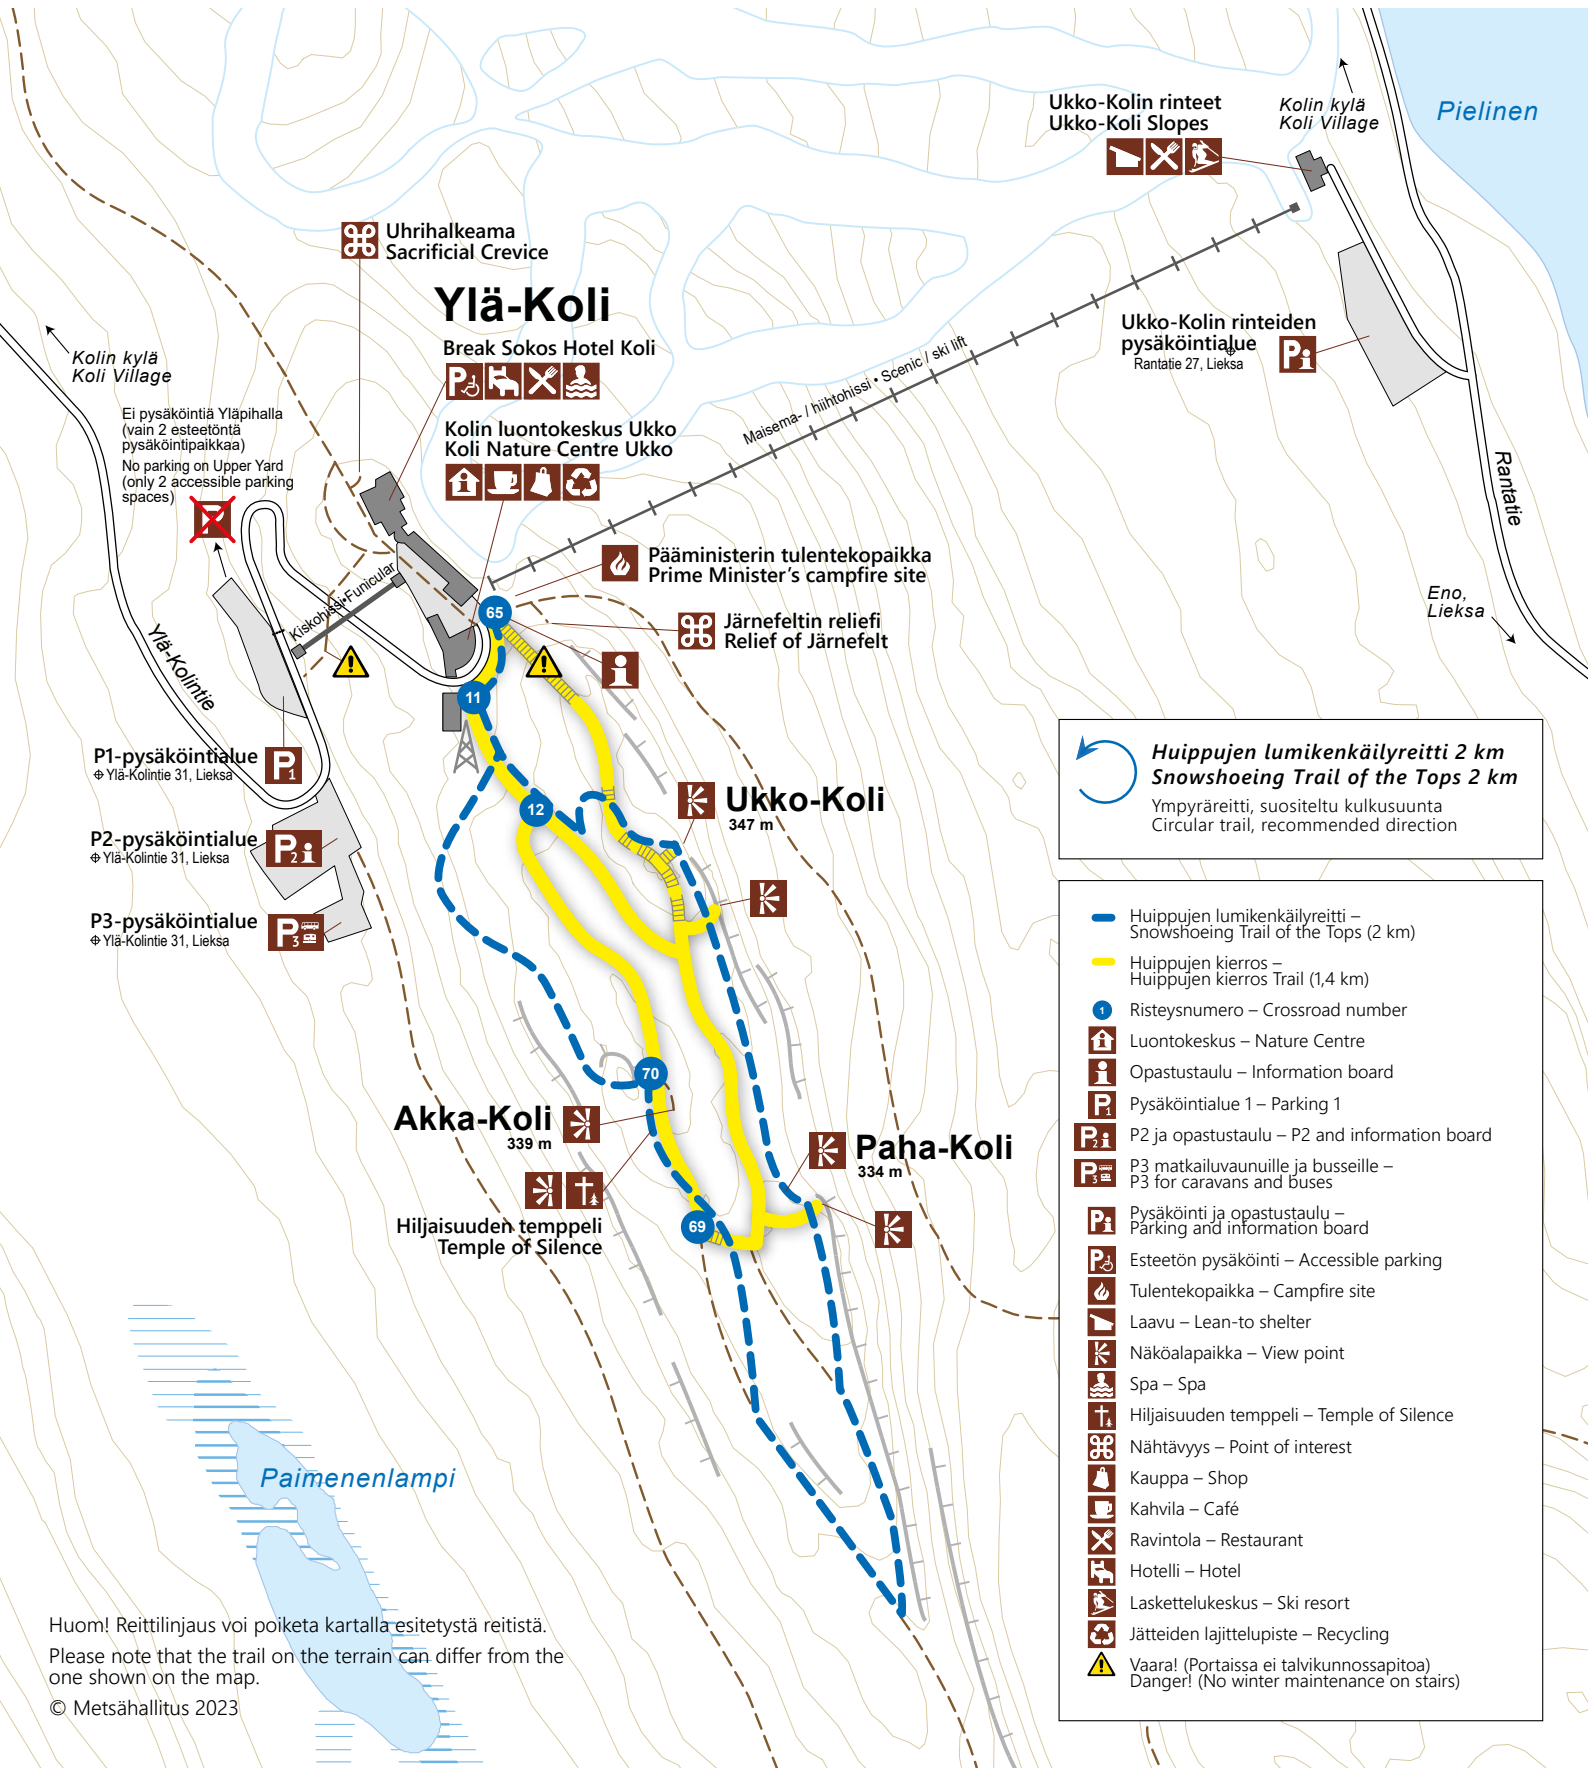 Ukko-Kolin rinteet
Ukko-Koli Slopes
Kolin kylä
Koli Village
Pielinen
Uhrihalkeama
Sacrificial Crevice
Ylä-Koli
Break Sokos Hotel Koli
P
Kolin luontokeskus Ukko
Koli Nature Centre Ukko
Kolin kylä
Koli Village
Ei pysäköintiä Yläpihalla
(vain 2 esteetöntä
pysäköintipaikkaa)
No parking on Upper Yard
(only 2 accessible parking
spaces)
P
Ukko-Kolin rinteiden
pysäköintialue
Rantatie 27, Lieksa
P
Maisema- / hiihtohissi • Scenic / ski lift
Rantatie
Pääministerin tulentekopaikka
Prime Minister's campfire site
Kiskohissi•Funicular
65
Järnefeltin reliefi
Relief of Järnefelt
Eno,
Lieksa
Ylä-Kolintie
11
P1-pysäköintialue
Ylä-Kolintie 31, Lieksa
P1
12
Ukko-Koli
347 m
P2-pysäköintialue
Ylä-Kolintie 31, Lieksa
P2
P3-pysäköintialue
Ylä-Kolintie 31, Lieksa
P3
70
Akka-Koli
339 m
Paha-Koli
334 m
Hiljaisuuden temppeli
Temple of Silence
69
Paimenenlampi
Huippujen lumikenkäilyreitti 2 km
Snowshoeing Trail of the Tops 2 km
Ympyräreitti, suositeltu kulkusuunta
Circular trail, recommended direction
Huippujen lumikenkäilyreitti –
Snowshoeing Trail of the Tops (2 km)
Huippujen kierros –
Huippujen kierros Trail (1,4 km)
1 Risteysnumero – Crossroad number
Luontokeskus – Nature Centre
Opastustaulu – Information board
P1 Pysäköintialue 1 – Parking 1
P2 P2 ja opastustaulu – P2 and information board
P3 P3 matkailuvaunuille ja busseille –
P3 for caravans and buses
P Pysäköinti ja opastustaulu –
Parking and information board
P Esteetön pysäköinti – Accessible parking
Tulentekopaikka – Campfire site
Laavu – Lean-to shelter
Näköalapaikka – View point
Spa – Spa
Hiljaisuuden temppeli – Temple of Silence
Nähtävyys – Point of interest
Kauppa – Shop
Kahvila – Café
Ravintola – Restaurant
Hotelli – Hotel
Laskettelukeskus – Ski resort
Jätteiden lajittelupiste – Recycling
Vaara! (Portaissa ei talvikunnossapitoa)
Danger! (No winter maintenance on stairs)
Huom! Reittilinjaus voi poiketa kartalla esitetystä reitistä.
Please note that the trail on the terrain can differ from the
one shown on the map.
© Metsähallitus 2023